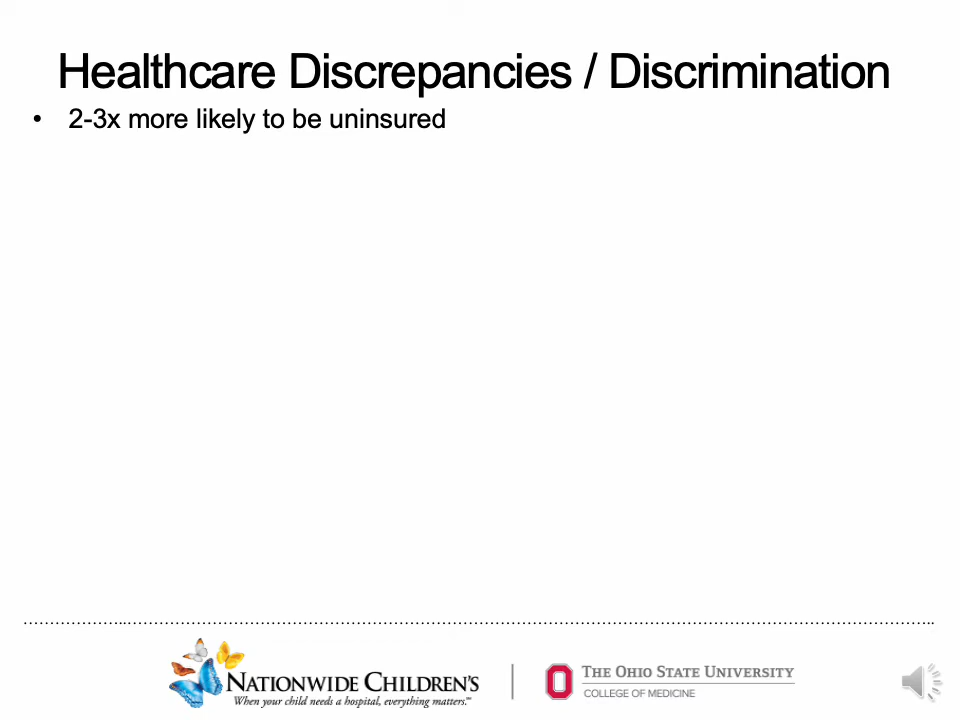 Healthcare Discrepancies / Discrimination
• 2-3x more likely to be uninsured
NATIONWIDE CHILDREN'S
When your child needs a hospital, everything matters.℠
THE OHIO STATE UNIVERSITY
COLLEGE OF MEDICINE